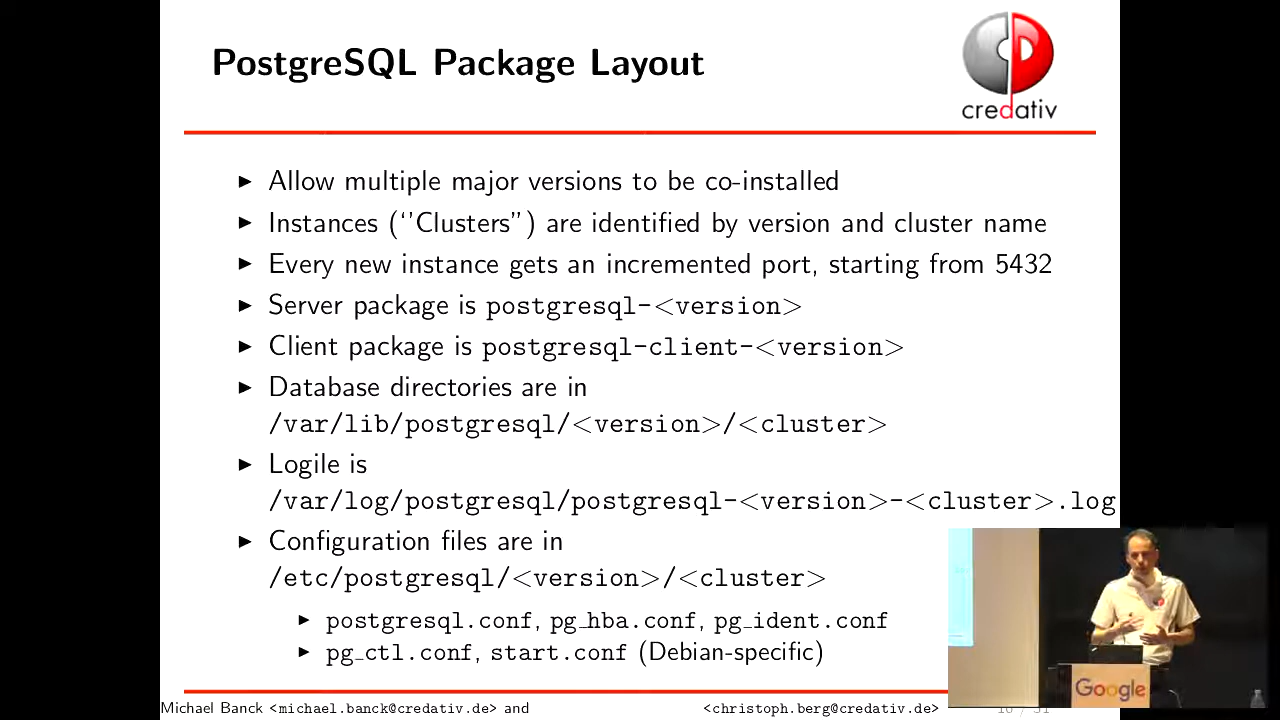 PostgreSQL Package Layout
credativ
▶ Allow multiple major versions to be co-installed
▶ Instances (‘’Clusters”) are identified by version and cluster name
▶ Every new instance gets an incremented port, starting from 5432
▶ Server package is postgresql-<version>
▶ Client package is postgresql-client-<version>
▶ Database directories are in
/var/lib/postgresql/<version>/<cluster>
▶ Logile is
/var/log/postgresql/postgresql-<version>-<cluster>.log
▶ Configuration files are in
/etc/postgresql/<version>/<cluster>
▶ postgresql.conf, pg_hba.conf, pg_ident.conf
▶ pg_ctl.conf, start.conf (Debian-specific)
Google
Michael Banck <michael.banck@credativ.de> and <christoph.berg@credativ.de>